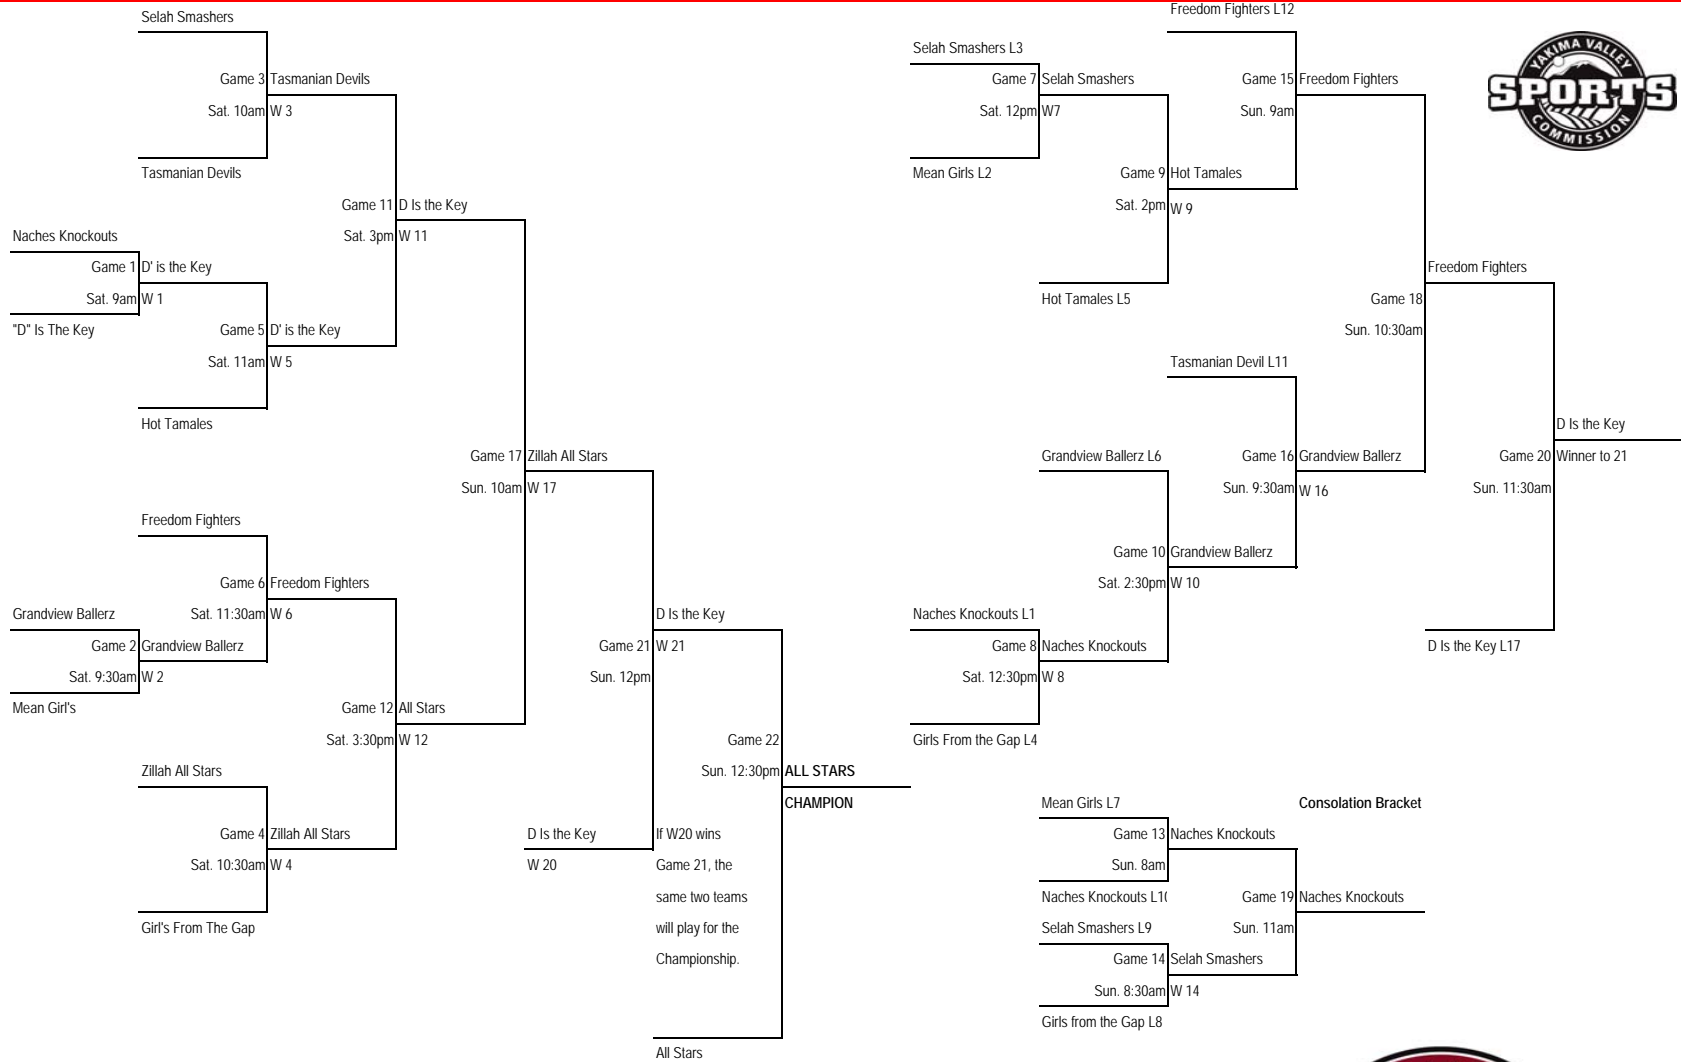 Selah Smashers
Game 3 Tasmanian Devils
Sat. 10am W 3
Tasmanian Devils
Game 11 D Is the Key
Sat. 3pm W 11
Naches Knockouts
Game 1 D' is the Key
Sat. 9am W 1
"D" Is The Key
Game 5 D' is the Key
Sat. 11am W 5
Hot Tamales
Game 17 Zillah All Stars
Sun. 10am W 17
Freedom Fighters
Game 6 Freedom Fighters
Sat. 11:30am W 6
Grandview Ballerz
Game 2 Grandview Ballerz
Sat. 9:30am W 2
Mean Girl's
Game 12 All Stars
Sat. 3:30pm W 12
Zillah All Stars
Game 4 Zillah All Stars
Sat. 10:30am W 4
Girl's From The Gap
D Is the Key
Game 21 W 21
Sun. 12pm
Game 22
Sun. 12:30pm ALL STARS
CHAMPION
D Is the Key
W 20
If W20 wins
Game 21, the
same two teams
will play for the
Championship.
All Stars
Freedom Fighters L12
Selah Smashers L3
Game 7 Selah Smashers
Sat. 12pm W7
Mean Girls L2
Game 15 Freedom Fighters
Sun. 9am
Game 9 Hot Tamales
Sat. 2pm W 9
Hot Tamales L5
Freedom Fighters
Game 18
Sun. 10:30am
Tasmanian Devil L11
Grandview Ballerz L6
Game 16 Grandview Ballerz
Sun. 9:30am W 16
Game 10 Grandview Ballerz
Sat. 2:30pm W 10
Naches Knockouts L1
Game 8 Naches Knockouts
Sat. 12:30pm W 8
Girls From the Gap L4
D Is the Key
Game 20 Winner to 21
Sun. 11:30am
D Is the Key L17
Mean Girls L7
Consolation Bracket
Game 13 Naches Knockouts
Sun. 8am
Naches Knockouts L10
Game 19 Naches Knockouts
Sun. 11am
Selah Smashers L9
Game 14 Selah Smashers
Sun. 8:30am W 14
Girls from the Gap L8
YAKIMA VALLEY
SPORTS
COMMISSION